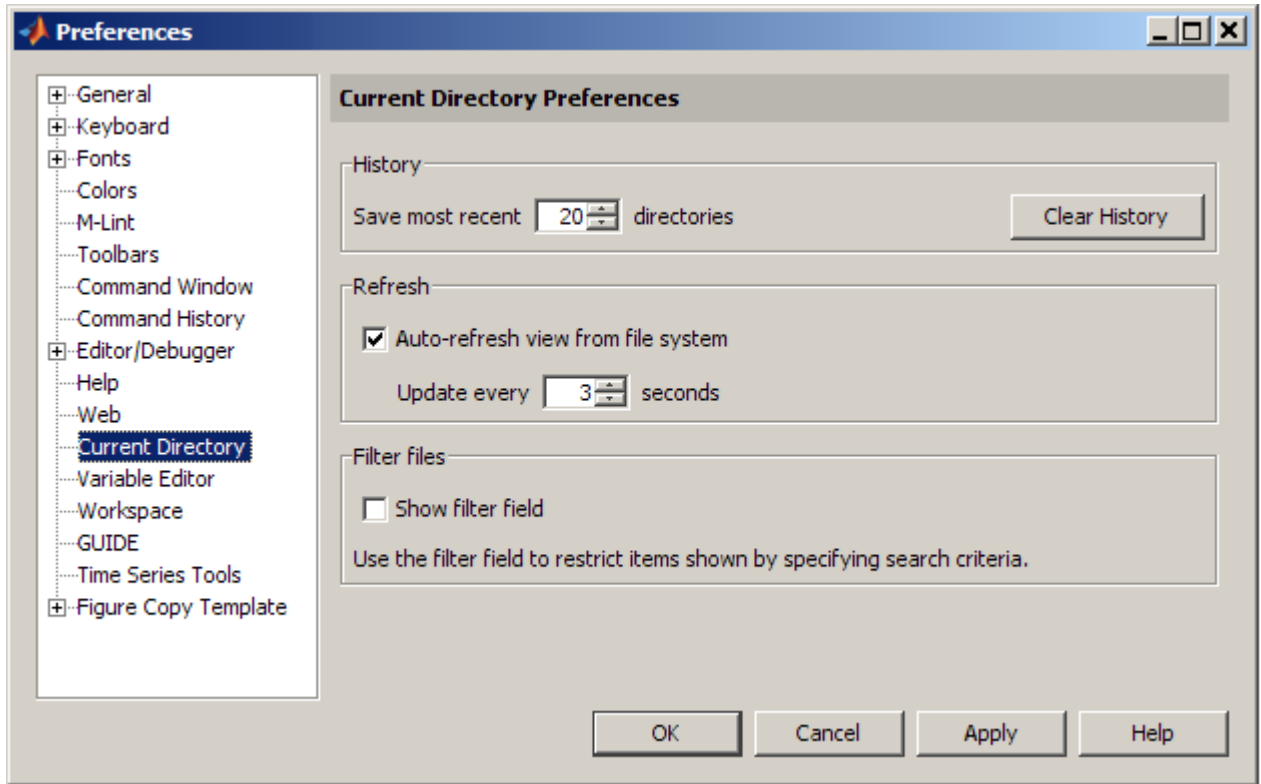 Preferences
General
Keyboard
Fonts
Colors
M-Lint
Toolbars
Command Window
Command History
Editor/Debugger
Help
Web
Current Directory
Variable Editor
Workspace
GUIDE
Time Series Tools
Figure Copy Template
Current Directory Preferences
History
Save most recent 20 directories Clear History
Refresh
Auto-refresh view from file system
Update every 3 seconds
Filter files
Show filter field
Use the filter field to restrict items shown by specifying search criteria.
OK Cancel Apply Help